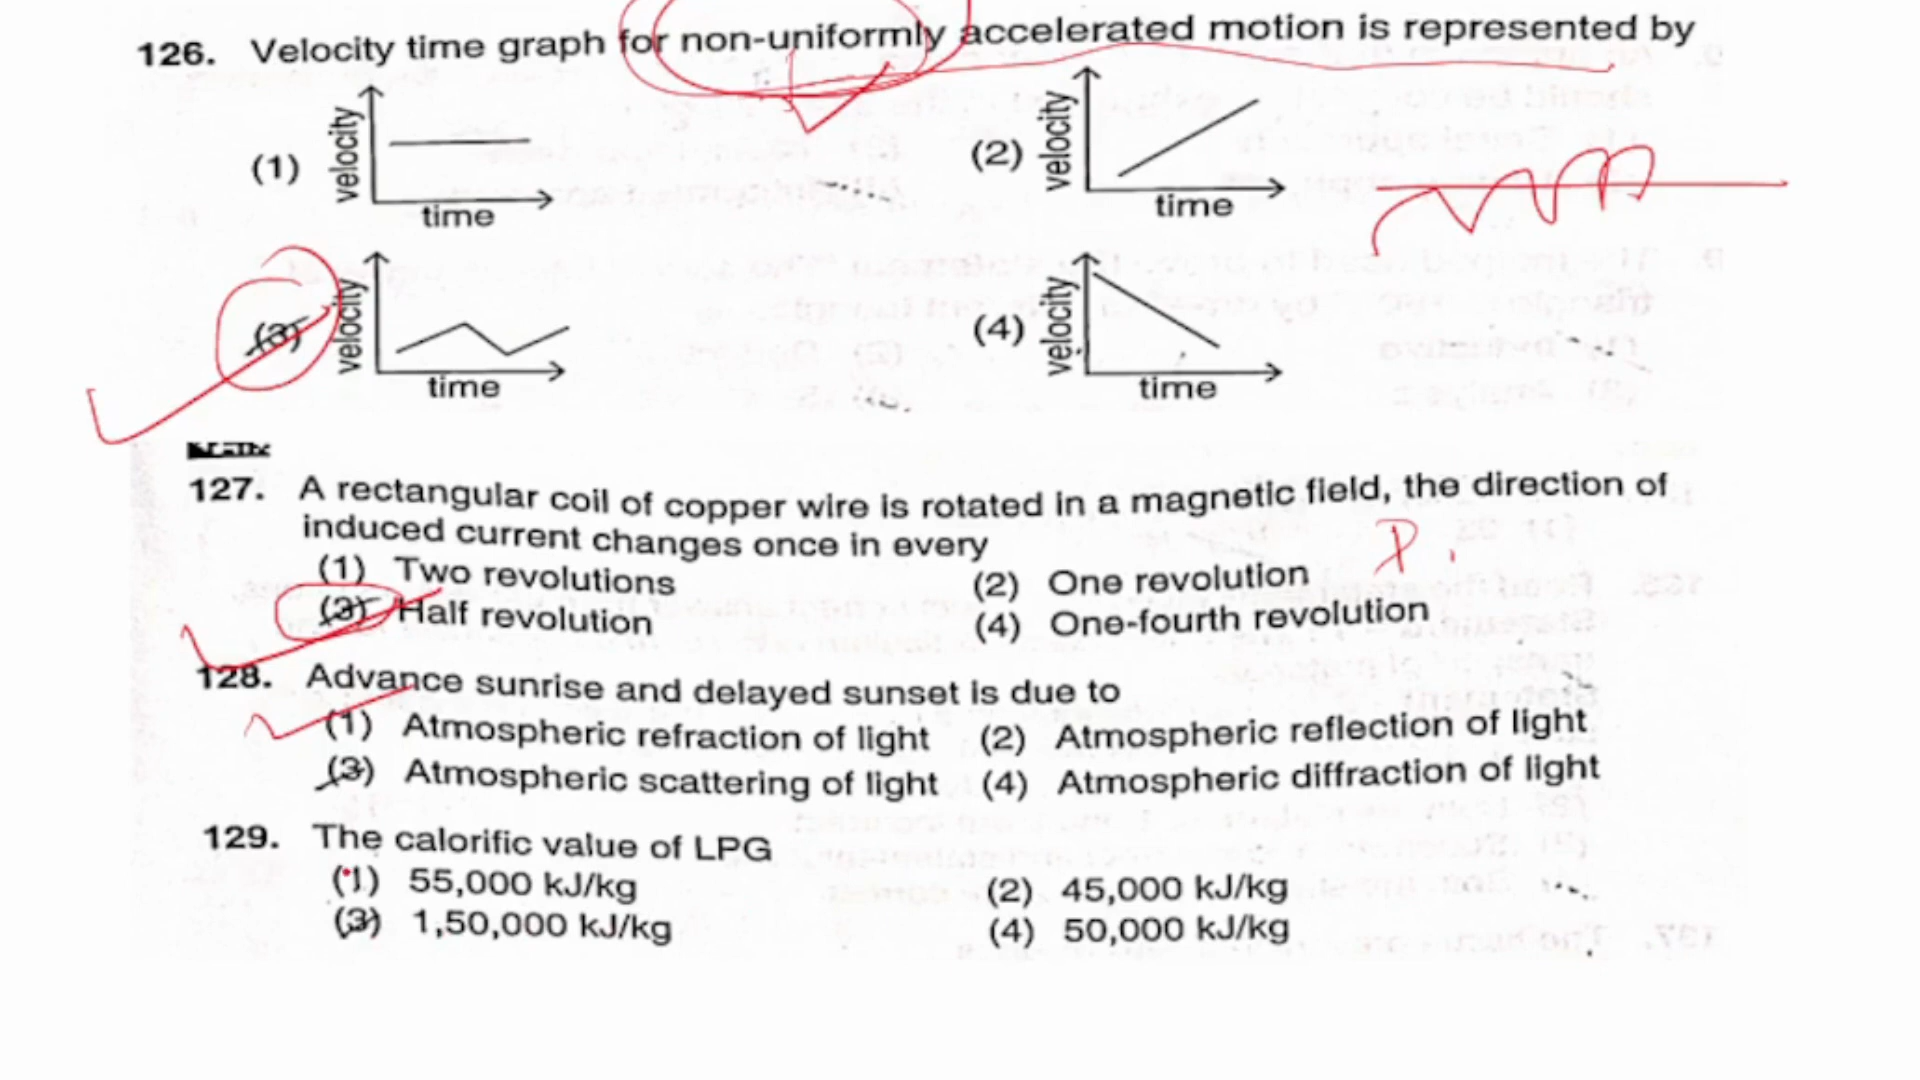 126. Velocity time graph for non-uniformly accelerated motion is represented by
(1) velocity time
(2) velocity time
(3) velocity time
(4) velocity time
127. A rectangular coil of copper wire is rotated in a magnetic field, the direction of
induced current changes once in every
(1) Two revolutions (2) One revolution
(3) Half revolution (4) One-fourth revolution
128. Advance sunrise and delayed sunset is due to
(1) Atmospheric refraction of light (2) Atmospheric reflection of light
(3) Atmospheric scattering of light (4) Atmospheric diffraction of light
129. The calorific value of LPG
(1) 55,000 kJ/kg (2) 45,000 kJ/kg
(3) 1,50,000 kJ/kg (4) 50,000 kJ/kg